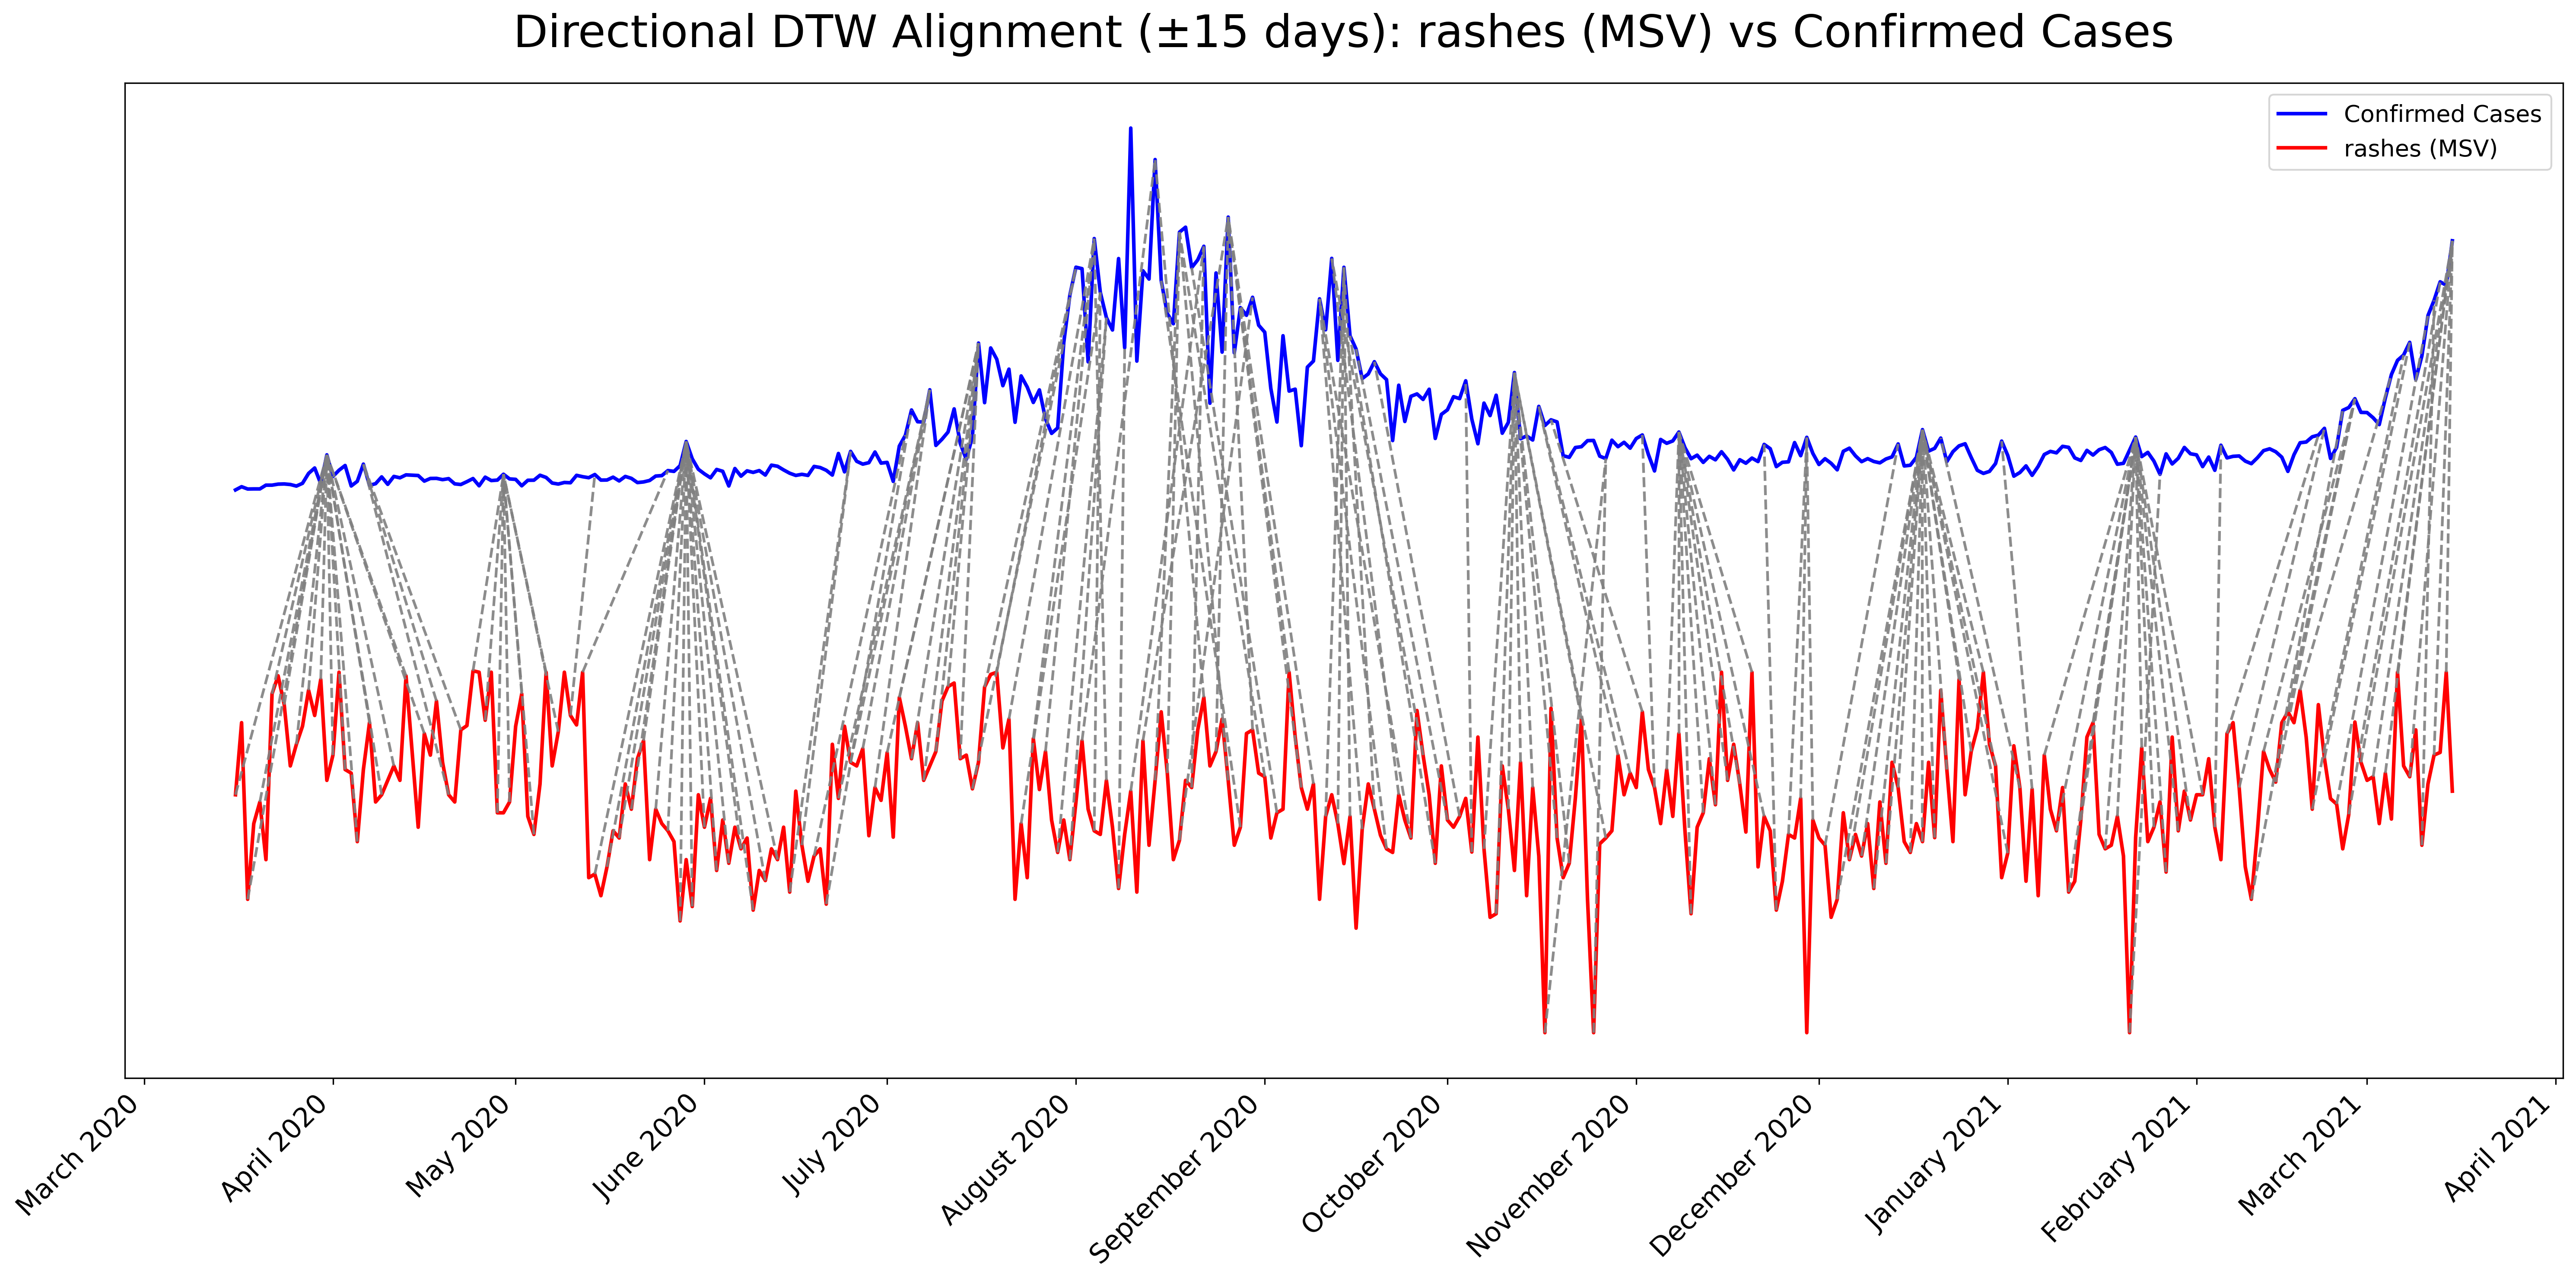 Directional DTW Alignment (±15 days): rashes (MSV) vs Confirmed Cases
Confirmed Cases
rashes (MSV)
March 2020
April 2020
May 2020
June 2020
July 2020
August 2020
September 2020
October 2020
November 2020
December 2020
January 2021
February 2021
March 2021
April 2021